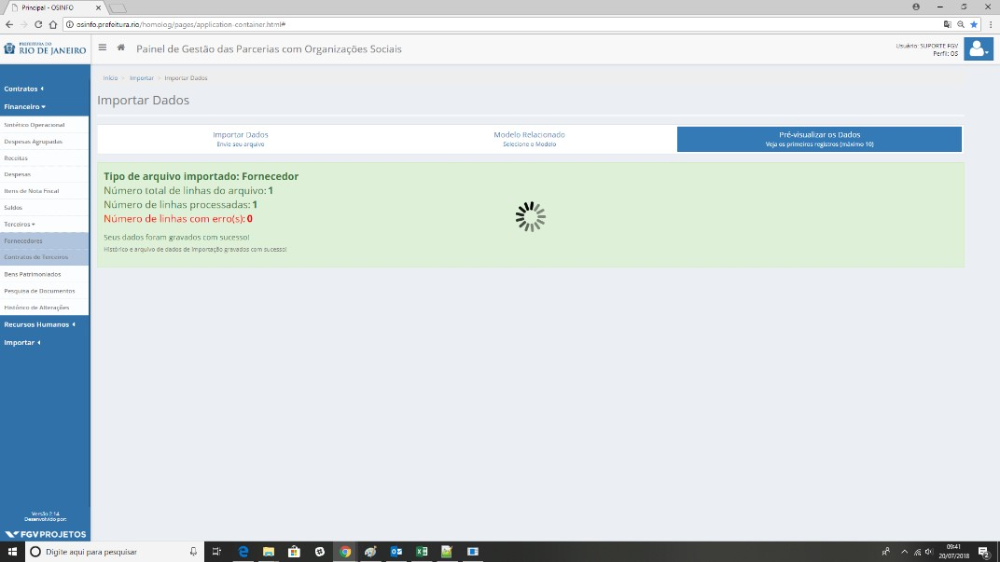 Principal - OSINFO
osinfo.prefeitura.rio/homolog/pages/application-container.html#
PREFEITURA DO
RIO DE JANEIRO
Painel de Gestão das Parcerias com Organizações Sociais
Usuário: SUPORTE FGV
Perfil: OS
Início > Importar > Importar Dados
Importar Dados
Contratos
Financeiro
Sintético Operacional
Despesas Agrupadas
Receitas
Despesas
Itens de Nota Fiscal
Saldos
Terceiros
Fornecedores
Contratos de Terceiros
Bens Patrimoniados
Pesquisa de Documentos
Histórico de Alterações
Recursos Humanos
Importar
Importar Dados
Envie seu arquivo
Modelo Relacionado
Selecione o Modelo
Pré-visualizar os Dados
Veja os primeiros registros (máximo 10)
Tipo de arquivo importado: Fornecedor
Número total de linhas do arquivo: 1
Número de linhas processadas: 1
Número de linhas com erro(s): 0
Seus dados foram gravados com sucesso!
Histórico e arquivo de dados de importação gravados com sucesso!
Versão 2.14
Desenvolvido por:
FGV PROJETOS
Digite aqui para pesquisar
09:41
20/07/2018
2